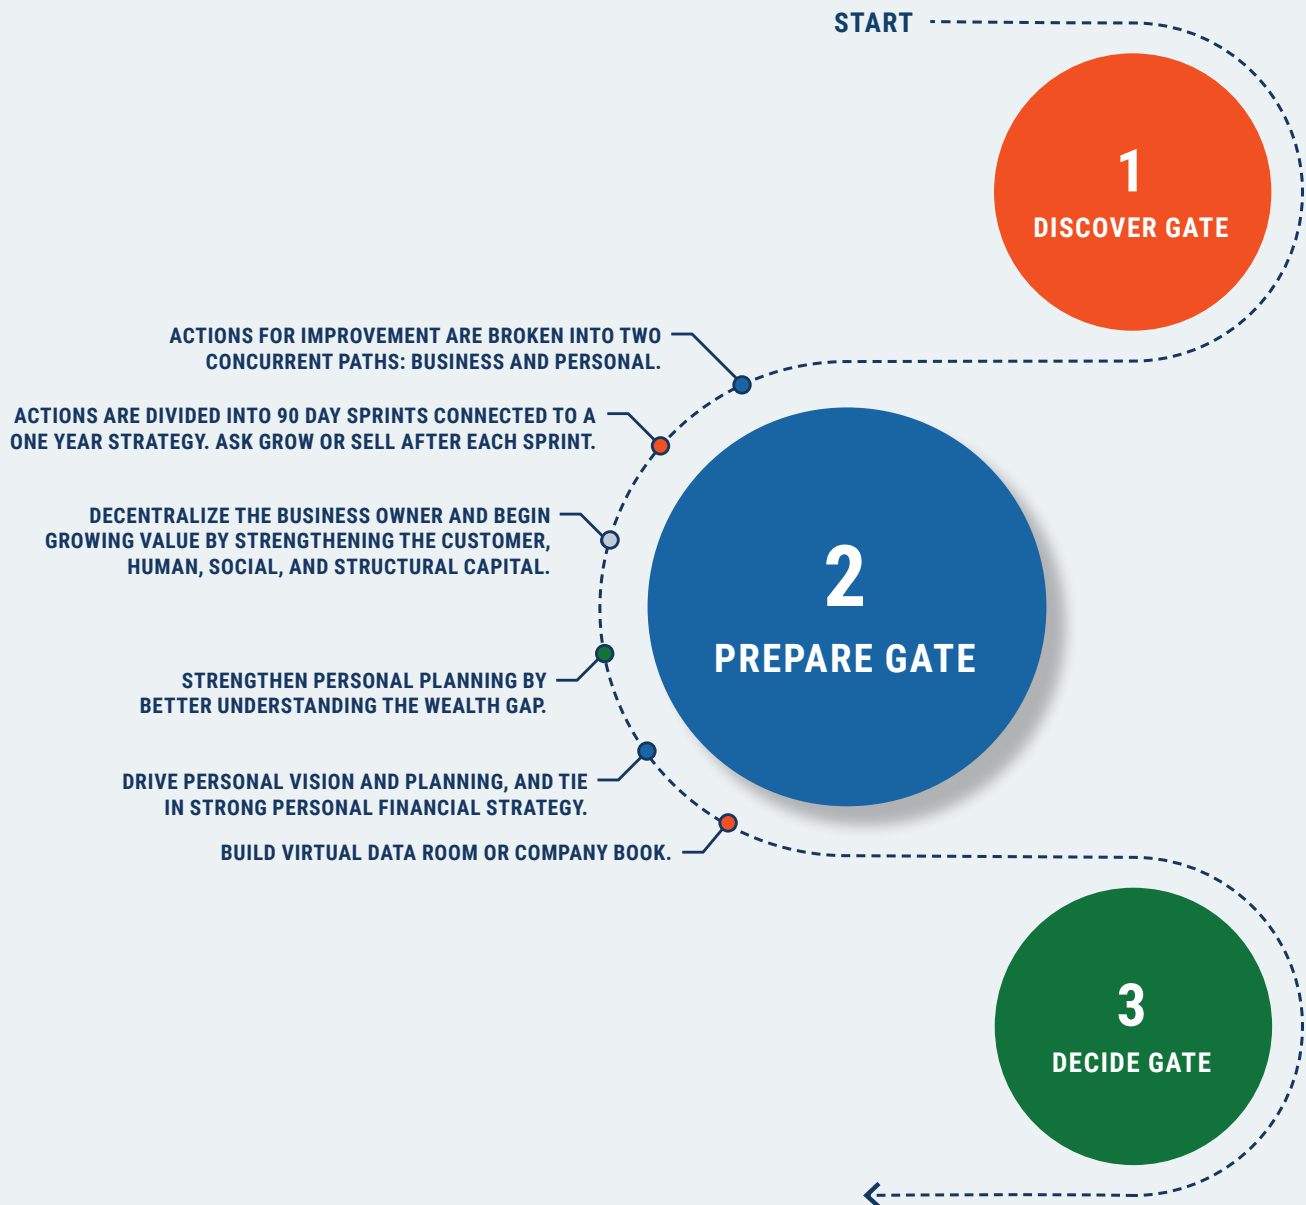 START
1
DISCOVER GATE
ACTIONS FOR IMPROVEMENT ARE BROKEN INTO TWO
CONCURRENT PATHS: BUSINESS AND PERSONAL.
ACTIONS ARE DIVIDED INTO 90 DAY SPRINTS CONNECTED TO A
ONE YEAR STRATEGY. ASK GROW OR SELL AFTER EACH SPRINT.
DECENTRALIZE THE BUSINESS OWNER AND BEGIN
GROWING VALUE BY STRENGTHENING THE CUSTOMER,
HUMAN, SOCIAL, AND STRUCTURAL CAPITAL.
STRENGTHEN PERSONAL PLANNING BY
BETTER UNDERSTANDING THE WEALTH GAP.
DRIVE PERSONAL VISION AND PLANNING, AND TIE
IN STRONG PERSONAL FINANCIAL STRATEGY.
BUILD VIRTUAL DATA ROOM OR COMPANY BOOK.
2
PREPARE GATE
3
DECIDE GATE